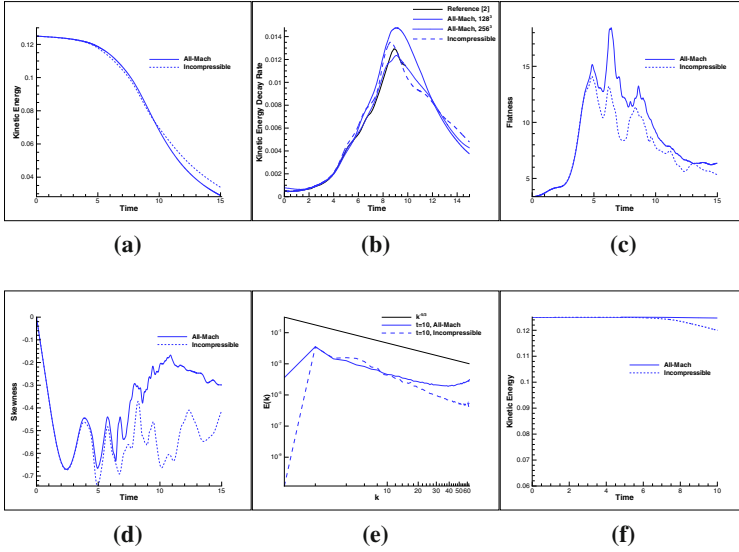 Kinetic Energy
0.12
0.1
0.08
0.06
0.04
0
5
10
15
Time
All-Mach
Incompressible
(a)
Kinetic Energy Decay Rate
0.014
0.012
0.01
0.008
0.006
0.004
0.002
0
0
2
4
6
8
10
12
14
Time
Reference [2]
All-Mach, 128³
All-Mach, 256³
Incompressible
(b)
Flatness
15
10
5
0
5
10
15
Time
All-Mach
Incompressible
(c)
Skewness
0
-0.1
-0.2
-0.3
-0.4
-0.5
-0.6
-0.7
0
5
10
15
Time
All-Mach
Incompressible
(d)
E(k)
10
20
30
40
50 60
k
t=10, All-Mach
t=10, Incompressible
(e)
Kinetic Energy
0.12
0.11
0.1
0.09
0.08
0.07
0.06
0
2
4
6
8
10
Time
All-Mach
Incompressible
(f)